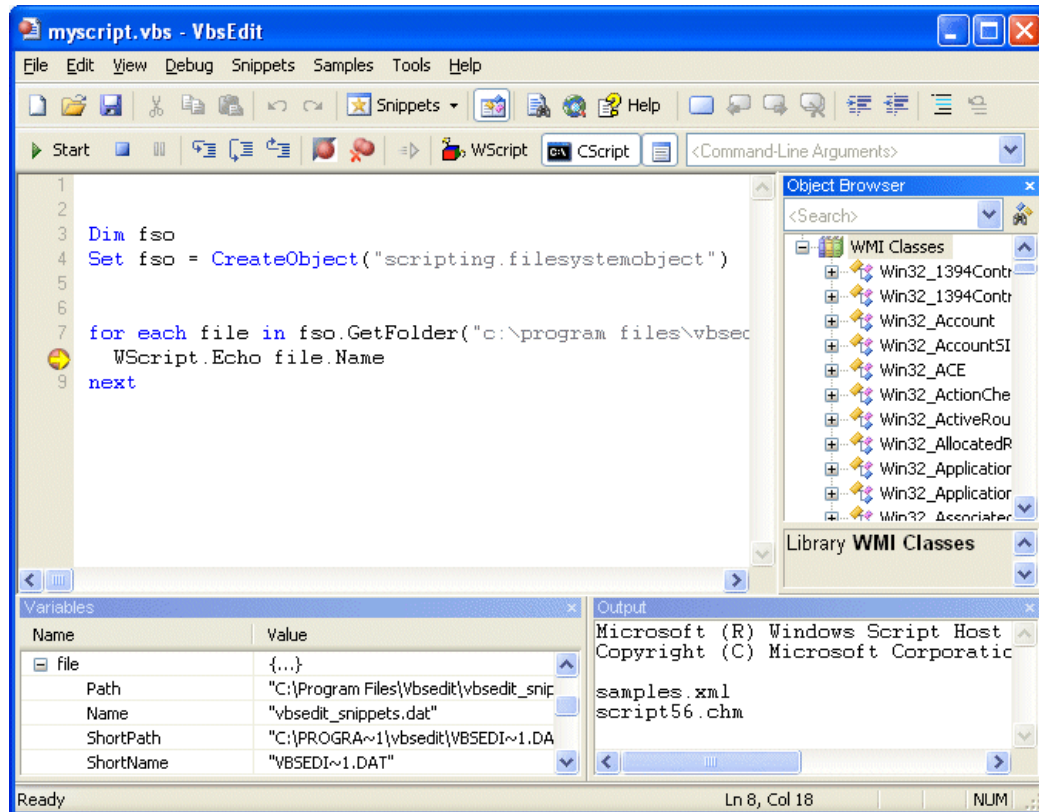 myscript.vbs - VbsEdit
File Edit View Debug Snippets Samples Tools Help
Snippets Help
Start WScript CScript <Command-Line Arguments>
1
2
3 Dim fso
4 Set fso = CreateObject("scripting.filesystemobject")
5
6
7 for each file in fso.GetFolder("c:\program files\vbsed
WScript.Echo file.Name
9 next
Object Browser
<Search>
WMI Classes
Win32_1394Contr
Win32_1394Contr
Win32_Account
Win32_AccountSI
Win32_ACE
Win32_ActionChe
Win32_ActiveRou
Win32_AllocatedR
Win32_Application
Win32_Application
Win32_Associated
Library WMI Classes
Variables
Name Value
file {...}
Path "C:\Program Files\Vbsedit\vbsedit_snip
Name "vbsedit_snippets.dat"
ShortPath "C:\PROGRA~1\vbsedit\VBSEDI~1.DA
ShortName "VBSEDI~1.DAT"
Output
Microsoft (R) Windows Script Host
Copyright (C) Microsoft Corporatic
samples.xml
script56.chm
Ready Ln 8, Col 18 NUM